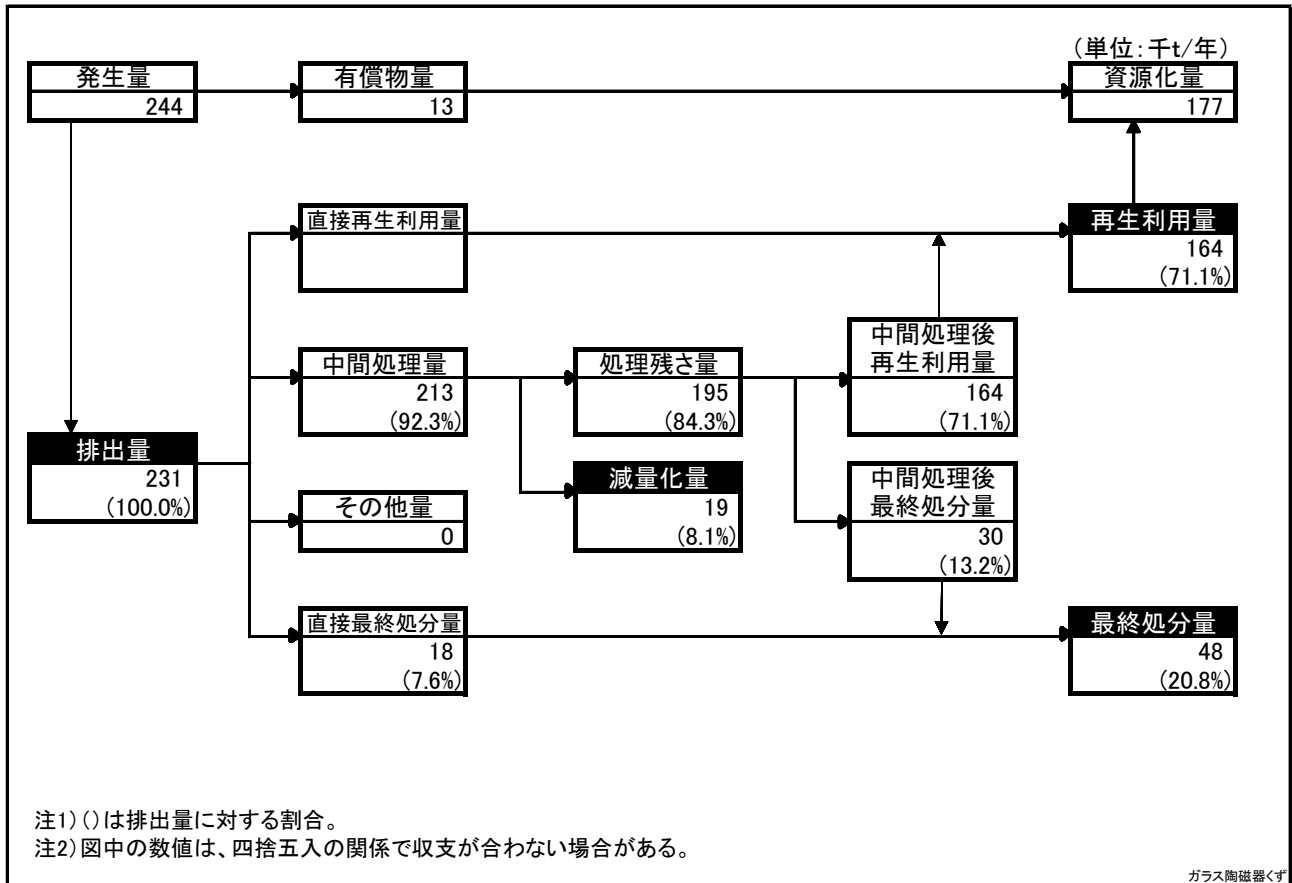 (単位:千t/年)
発生量
244
有償物量
13
資源化量
177
直接再生利用量
再生利用量
164
(71.1%)
中間処理量
213
(92.3%)
処理残さ量
195
(84.3%)
中間処理後
再生利用量
164
(71.1%)
排出量
231
(100.0%)
減量化量
19
(8.1%)
中間処理後
最終処分量
30
(13.2%)
その他量
0
直接最終処分量
18
(7.6%)
最終処分量
48
(20.8%)
注1)()は排出量に対する割合。
注2)図中の数値は、四捨五入の関係で収支が合わない場合がある。
ガラス陶磁器くず